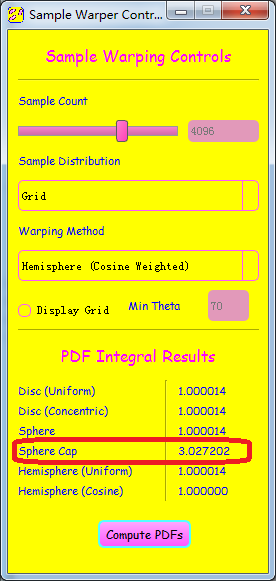 Sample Warper Contr...
Sample Warping Controls
Sample Count
4096
Sample Distribution
Grid
Warping Method
Hemisphere (Cosine Weighted)
Display Grid Min Theta 70
PDF Integral Results
Disc (Uniform) 1.000014
Disc (Concentric) 1.000014
Sphere 1.000014
Sphere Cap 3.027202
Hemisphere (Uniform) 1.000014
Hemisphere (Cosine) 1.000000
Compute PDFs